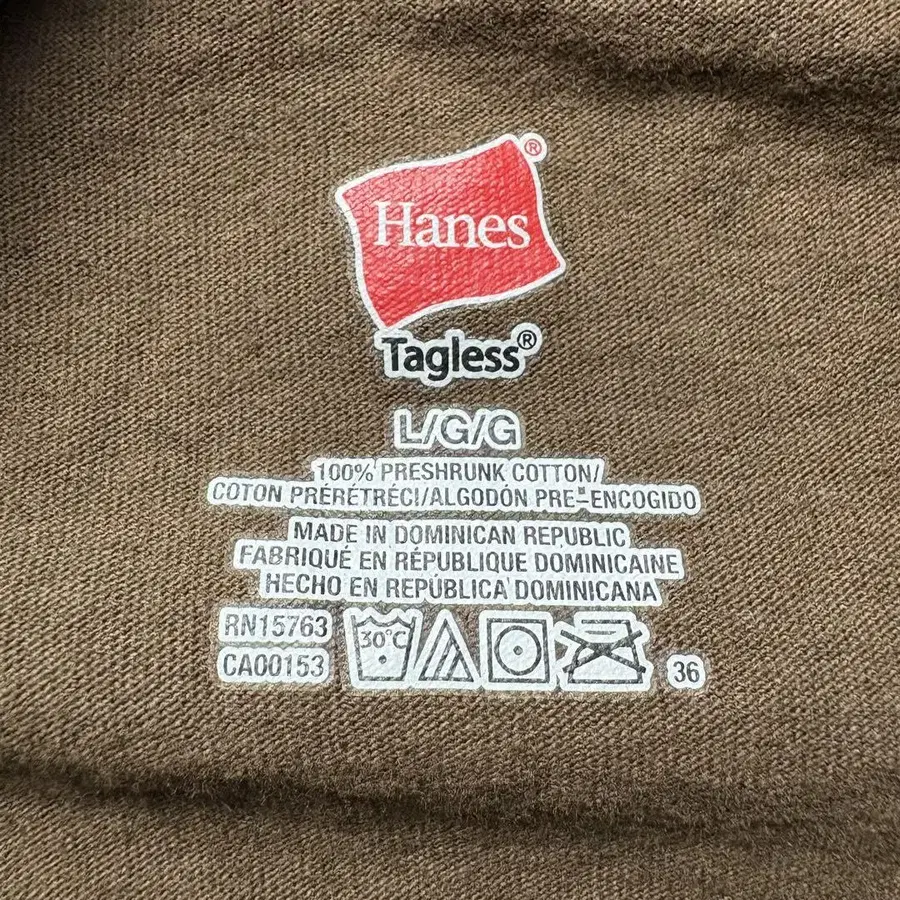 Hanes®
Tagless®
L/G/G
100% PRESHRUNK COTTON/
COTON PRÉRÉTRÉCI/ALGODÓN PRE-ENCOGIDO
MADE IN DOMINICAN REPUBLIC
FABRIQUÉ EN RÉPUBLIQUE DOMINICAINE
HECHO EN REPÚBLICA DOMINICANA
RN15763
30°C
CA00153
36